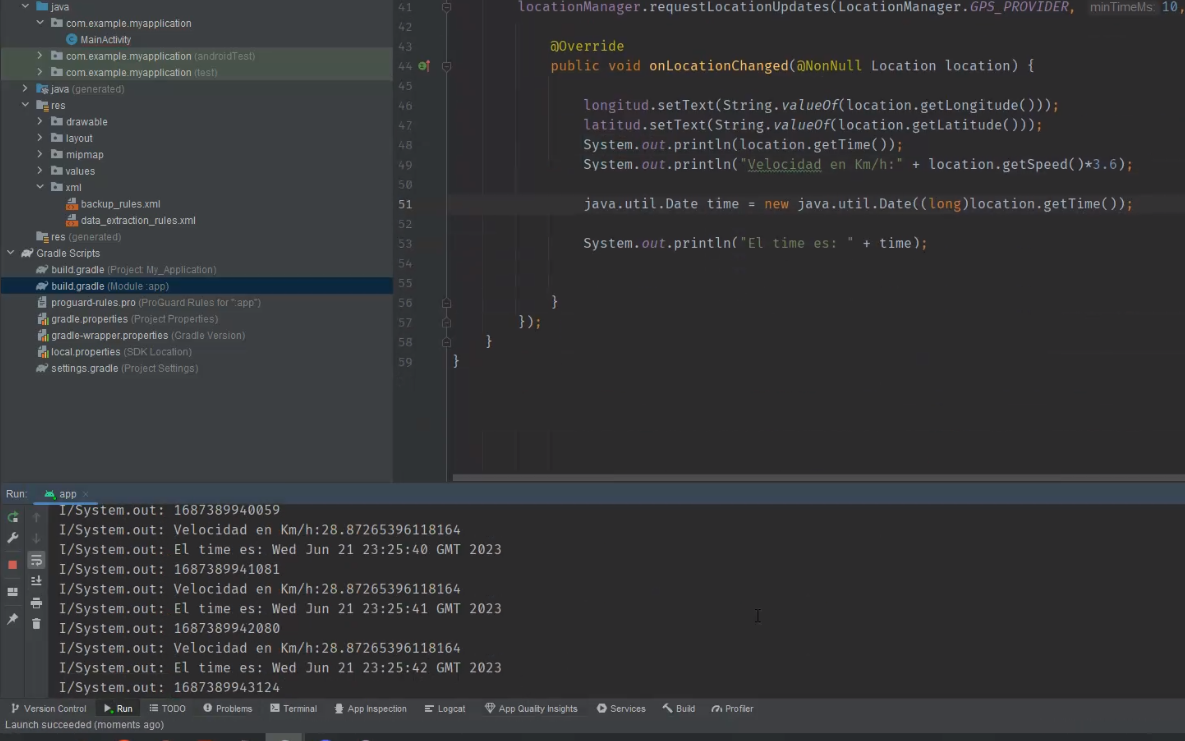 java
com.example.myapplication
MainActivity
com.example.myapplication (androidTest)
com.example.myapplication (test)
java (generated)
res
drawable
layout
mipmap
values
xml
backup_rules.xml
data_extraction_rules.xml
res (generated)
Gradle Scripts
build.gradle (Project: My_Application)
build.gradle (Module :app)
proguard-rules.pro (ProGuard Rules for ":app")
gradle.properties (Project Properties)
gradle-wrapper.properties (Gradle Version)
local.properties (SDK Location)
settings.gradle (Project Settings)
41 locationManager.requestLocationUpdates(LocationManager.GPS_PROVIDER, minTimeMs: 10,
42
43 @Override
44 public void onLocationChanged(@NonNull Location location) {
45
46 longitud.setText(String.valueOf(location.getLongitude()));
47 latitud.setText(String.valueOf(location.getLatitude()));
48 System.out.println(location.getTime());
49 System.out.println("Velocidad en Km/h:" + location.getSpeed()*3.6);
50
51 java.util.Date time = new java.util.Date((long)location.getTime());
52
53 System.out.println("El time es: " + time);
54
55
56 }
57 });
58 }
59 }
Run: app
I/System.out: 1687389940059
I/System.out: Velocidad en Km/h:28.87265396118164
I/System.out: El time es: Wed Jun 21 23:25:40 GMT 2023
I/System.out: 1687389941081
I/System.out: Velocidad en Km/h:28.87265396118164
I/System.out: El time es: Wed Jun 21 23:25:41 GMT 2023
I/System.out: 1687389942080
I/System.out: Velocidad en Km/h:28.87265396118164
I/System.out: El time es: Wed Jun 21 23:25:42 GMT 2023
I/System.out: 1687389943124
Version Control Run TODO Problems Terminal App Inspection Logcat App Quality Insights Services Build Profiler
Launch succeeded (moments ago)